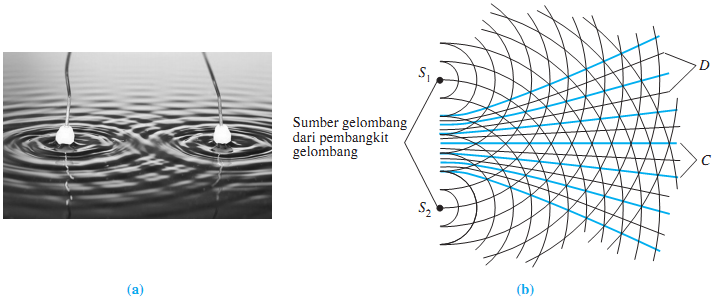 S1
D
Sumber gelombang
dari pembangkit
gelombang
C
S2
(a)
(b)